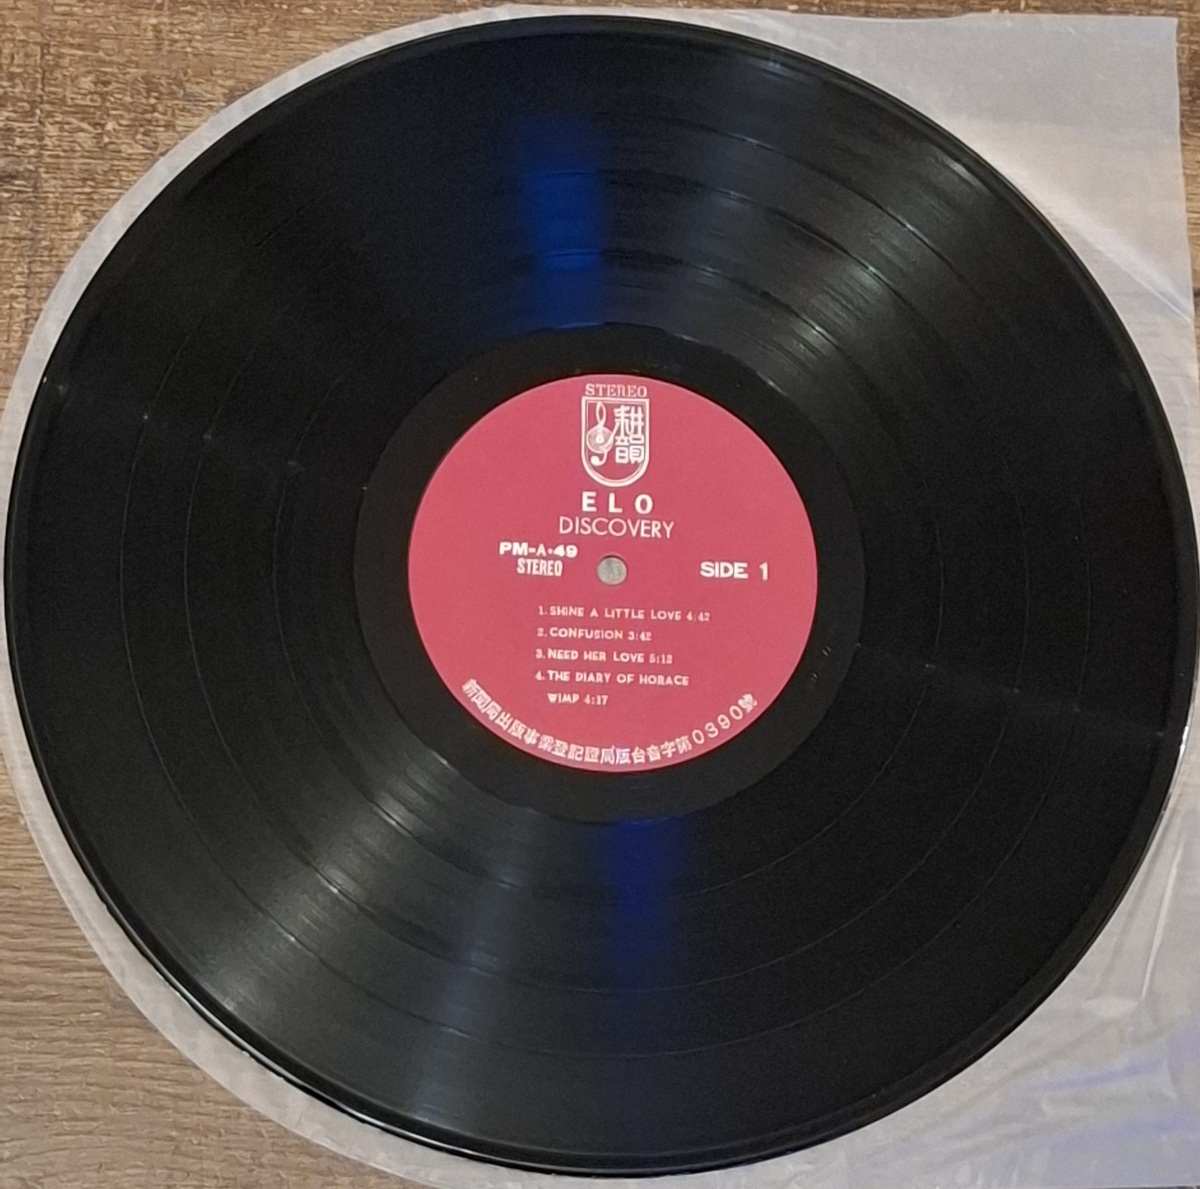 STEREO
耕韻
E L O
DISCOVERY
PM-A-49
STEREO
SIDE 1
1. SHINE A LITTLE LOVE 4:42
2. CONFUSION 3:42
3. NEED HER LOVE 5:12
4. THE DIARY OF HORACE
WIMP 4:17
新聞局出版事業登記證局版台音字第0390號